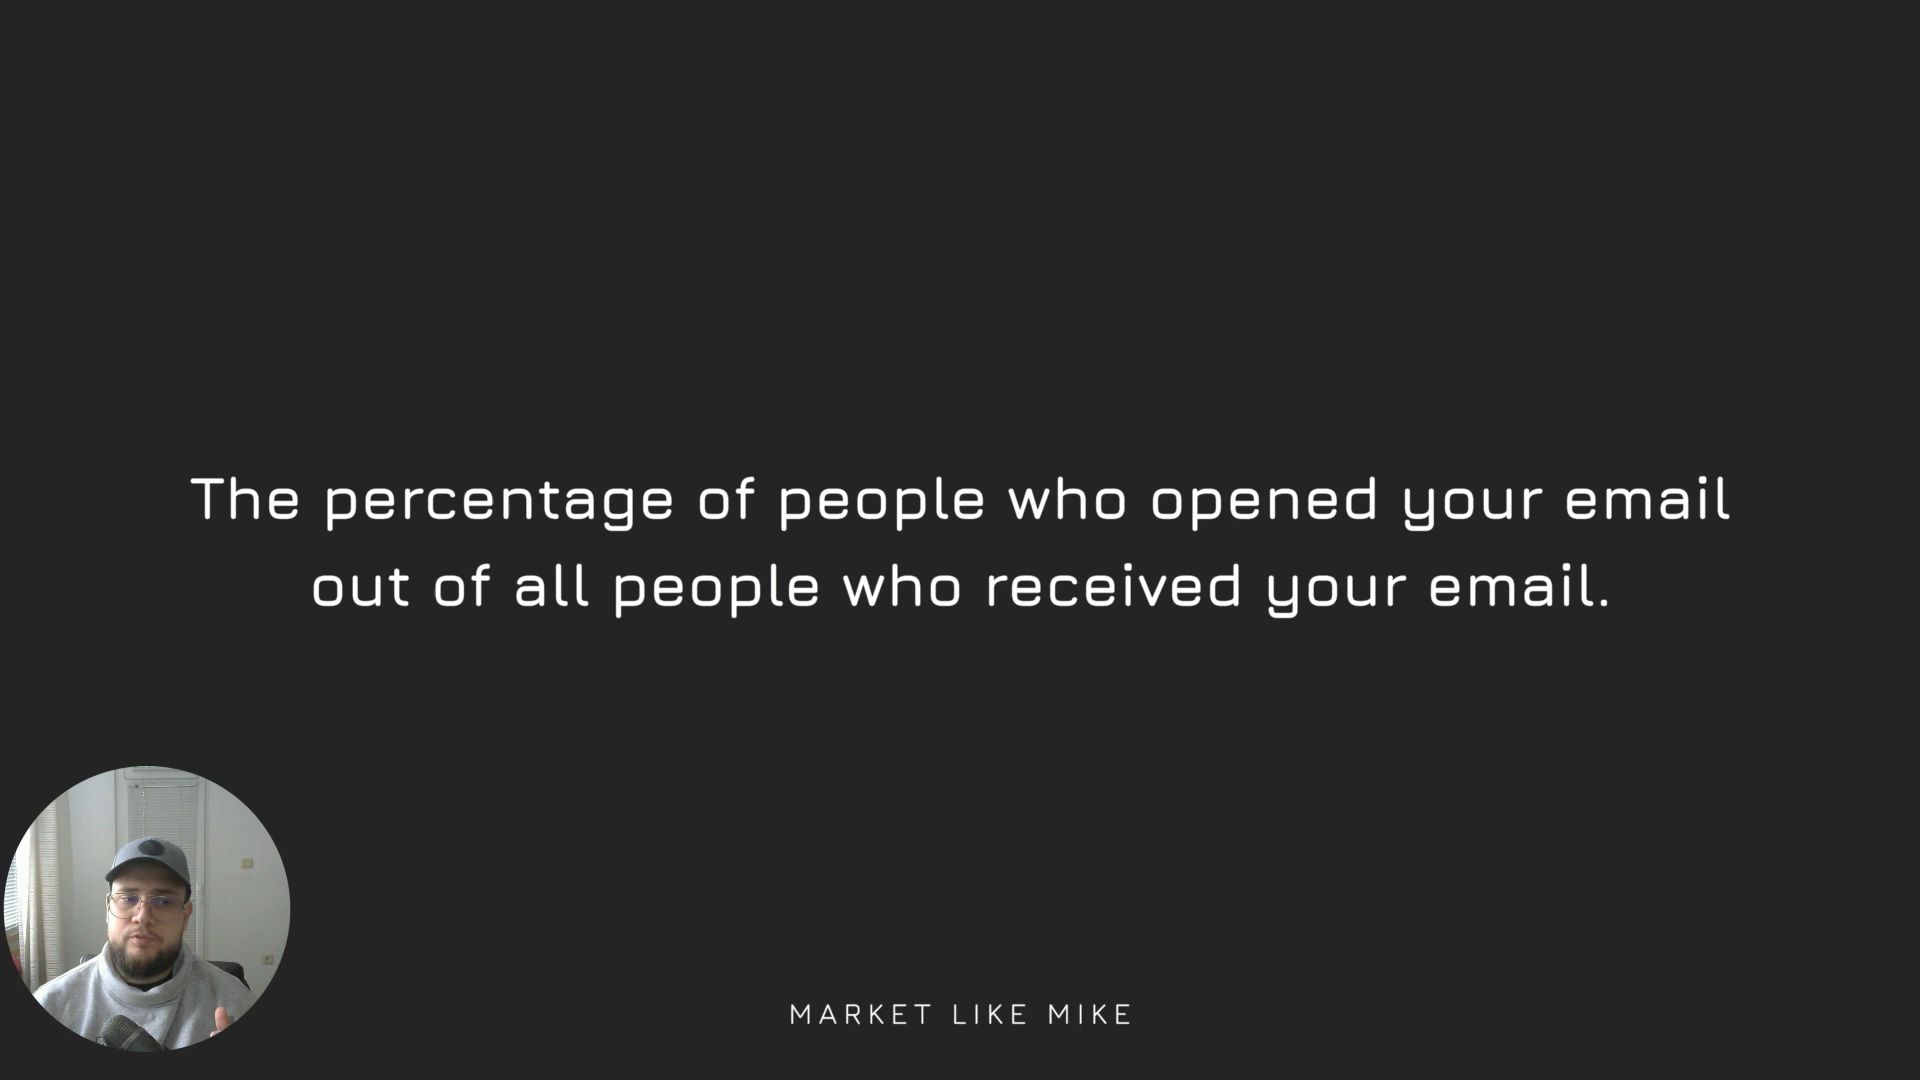 The percentage of people who opened your email
out of all people who received your email.
MARKET LIKE MIKE